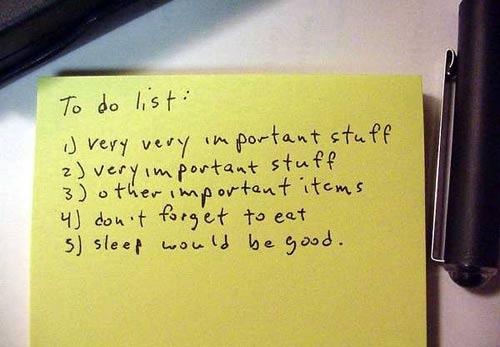 To do list:
1) very very important stuff
2) very important stuff
3) other important items
4) don't forget to eat
5) sleep would be good.